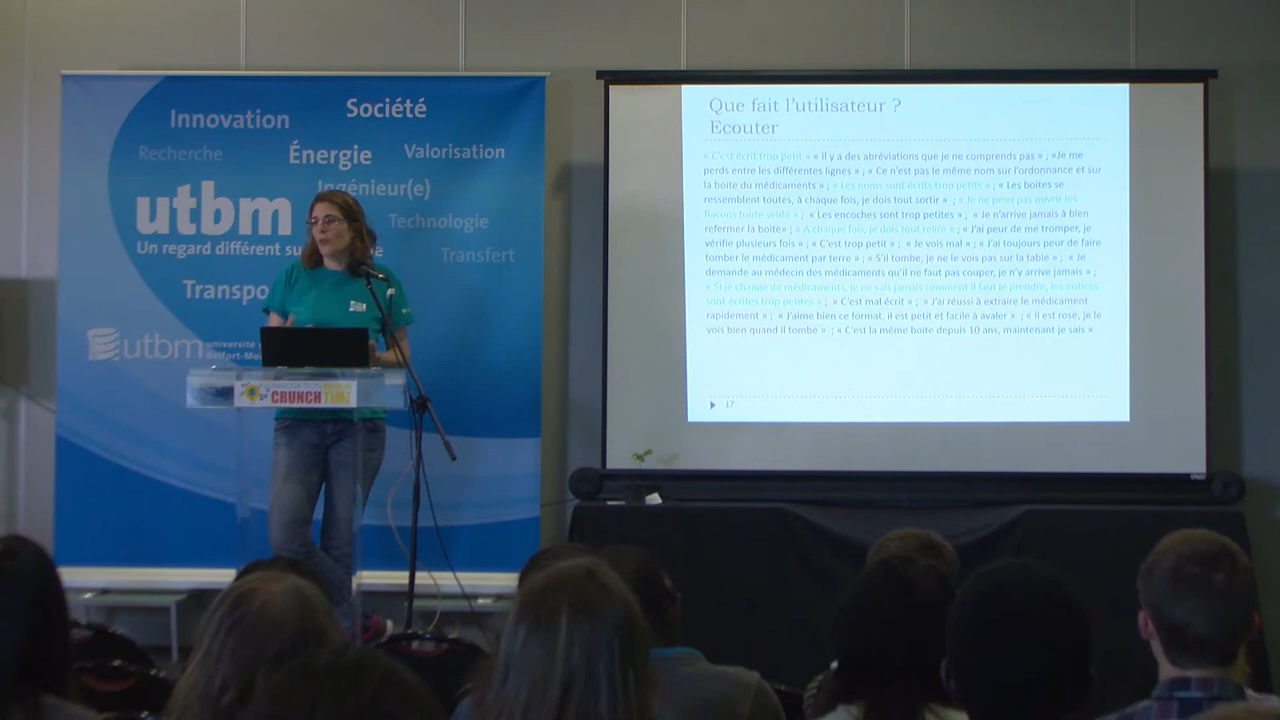 Innovation
Société
Recherche
Énergie
Valorisation
Ingénieur(e)
utbm
Technologie
Un regard différent su
Transfert
Transpo
utbm
université
CRUNCH TIME
Que fait l'utilisateur ?
Ecouter
« C'est écrit trop petit » « Il y a des abréviations que je ne comprends pas » ; «Je me
perds entre les différentes lignes » ; « Ce n'est pas le même nom sur l'ordonnance et sur
la boite du médicaments » ; « Les noms sont écrits trop petits » ; « Les boites se
ressemblent toutes, à chaque fois, je dois tout sortir » ; « Je ne peux pas ouvrir les
flacons toute seule » ; « Les encoches sont trop petites » ; « Je n'arrive jamais à bien
refermer la boite» ; « A chaque fois, je dois tout relire » ; « J'ai peur de me tromper, je
vérifie plusieurs fois » ; « C'est trop petit » ; « Je vois mal » ; « J'ai toujours peur de faire
tomber le médicament par terre » ; « S'il tombe, je ne le vois pas sur la table » ; « Je
demande au médecin des médicaments qu'il ne faut pas couper, je n'y arrive jamais » ;
« Si je change de médicaments, je ne sais jamais comment il faut le prendre, les notices
sont écrites trop petites » ; « C'est mal écrit » ; « J'ai réussi à extraire le médicament
rapidement » ; « J'aime bien ce format, il est petit et facile à avaler » ; « Il est rose, je le
vois bien quand il tombe » ; « C'est la même boite depuis 10 ans, maintenant je sais »
17